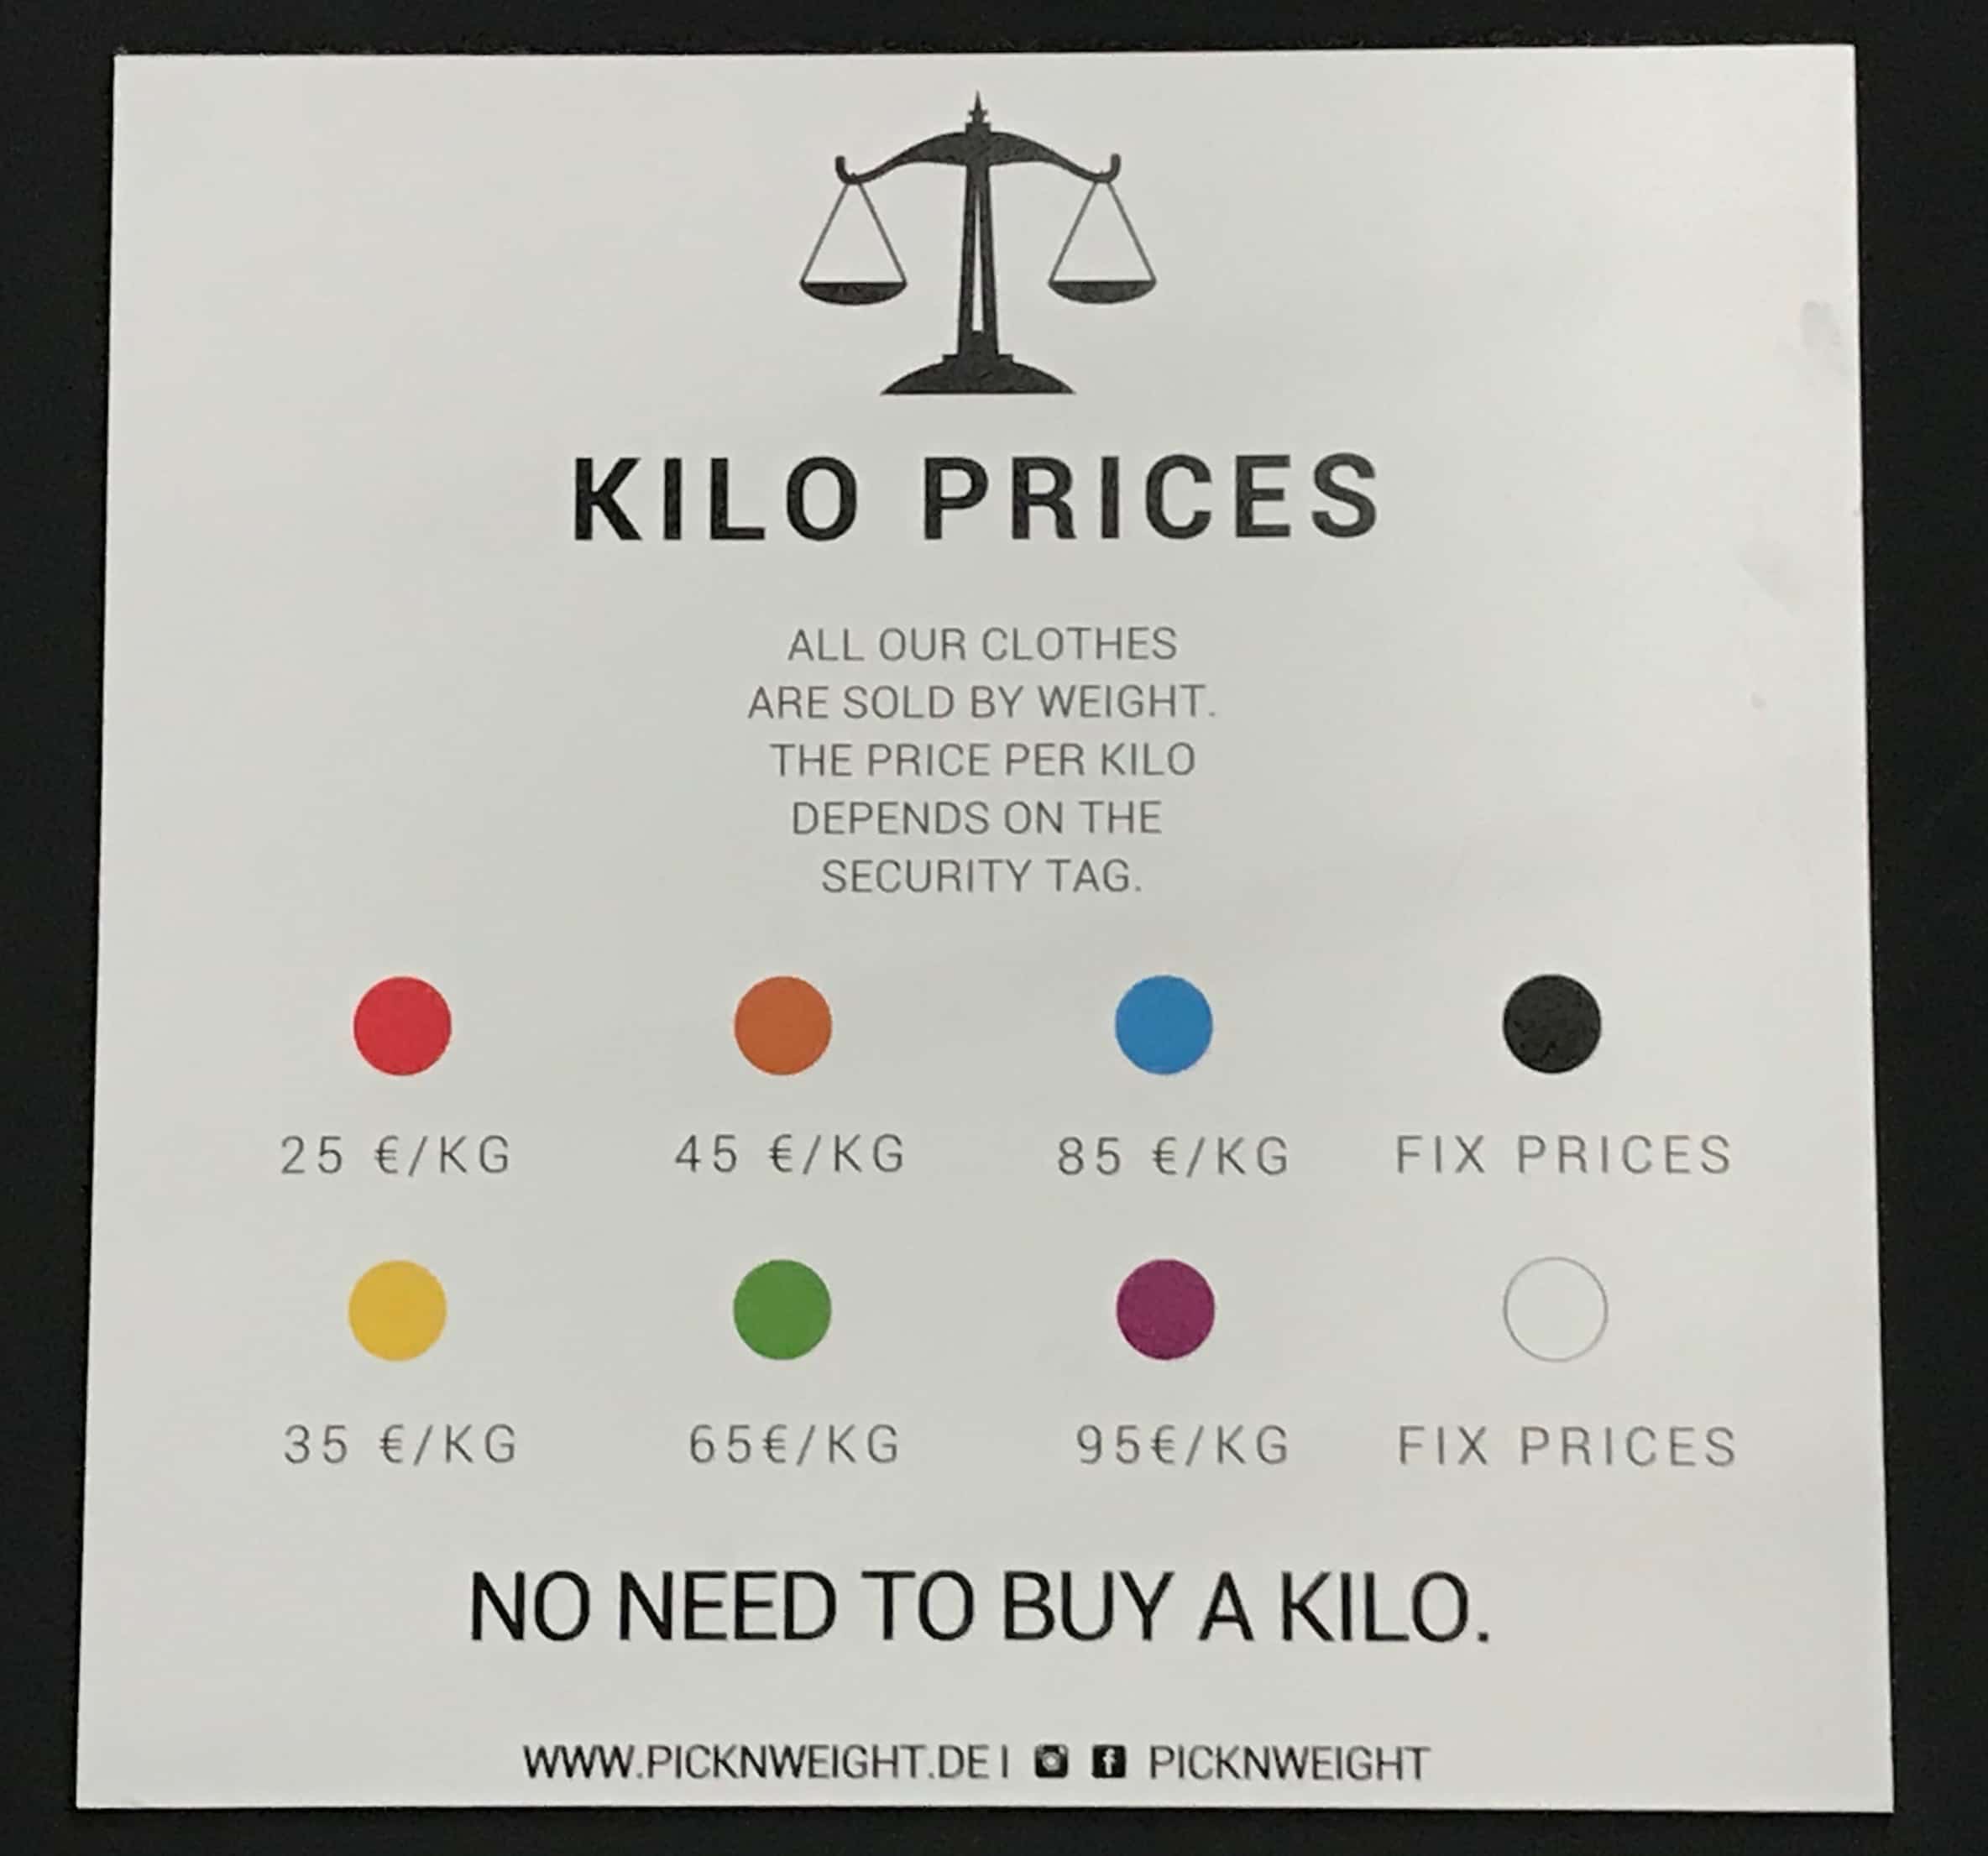 KILO PRICES
ALL OUR CLOTHES
ARE SOLD BY WEIGHT.
THE PRICE PER KILO
DEPENDS ON THE
SECURITY TAG.
25 €/KG 45 €/KG 85 €/KG FIX PRICES
35 €/KG 65€/KG 95€/KG FIX PRICES
NO NEED TO BUY A KILO.
WWW.PICKNWEIGHT.DE I f PICKNWEIGHT